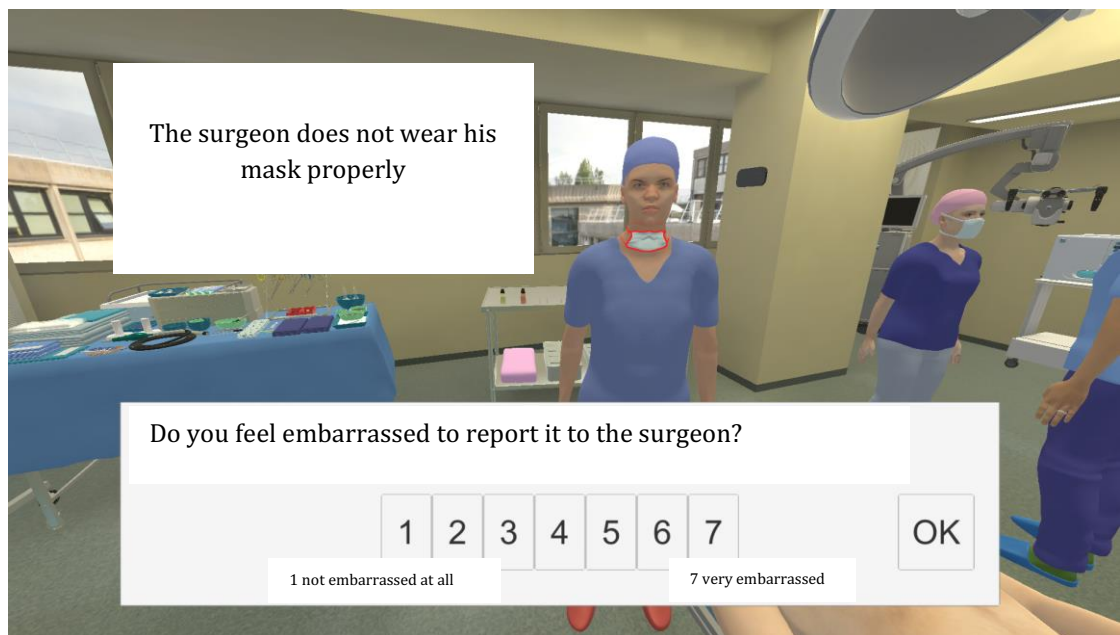 The surgeon does not wear his
mask properly
Do you feel embarrassed to report it to the surgeon?
1 2 3 4 5 6 7
OK
1 not embarrassed at all
7 very embarrassed